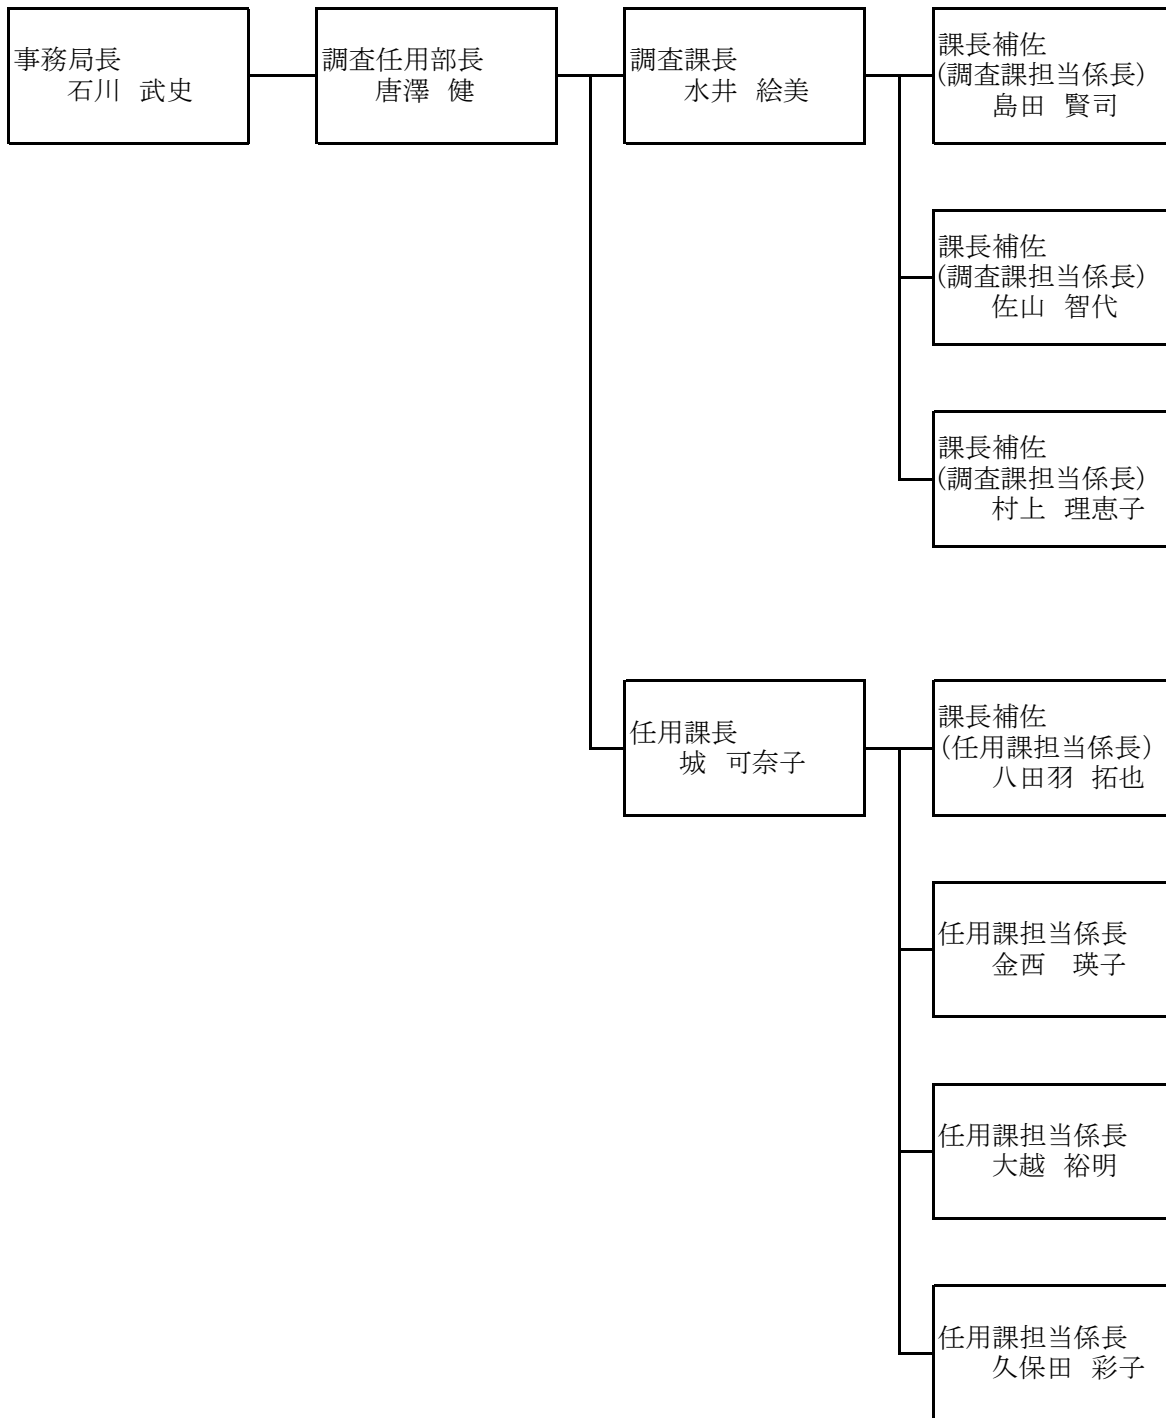 事務局長
石川 武史
調査任用部長
唐澤 健
調査課長
水井 絵美
課長補佐
(調査課担当係長)
島田 賢司
課長補佐
(調査課担当係長)
佐山 智代
課長補佐
(調査課担当係長)
村上 理恵子
任用課長
城 可奈子
課長補佐
(任用課担当係長)
八田羽 拓也
任用課担当係長
金西 瑛子
任用課担当係長
大越 裕明
任用課担当係長
久保田 彩子